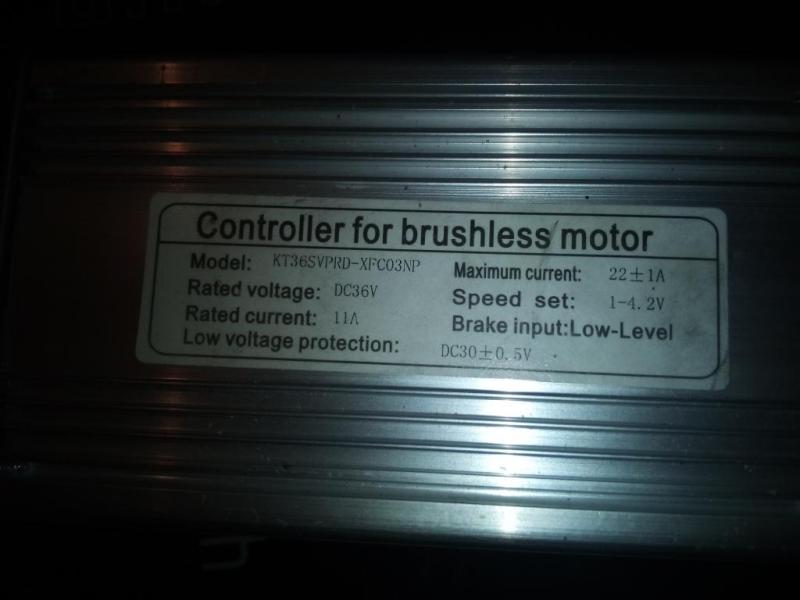 Controller for brushless motor
Model: KT36SVPRD-XFC03NP
Maximum current: 22±1A
Rated voltage: DC36V
Speed set: 1-4.2V
Rated current: 11A
Brake input:Low-Level
Low voltage protection: DC30±0.5V